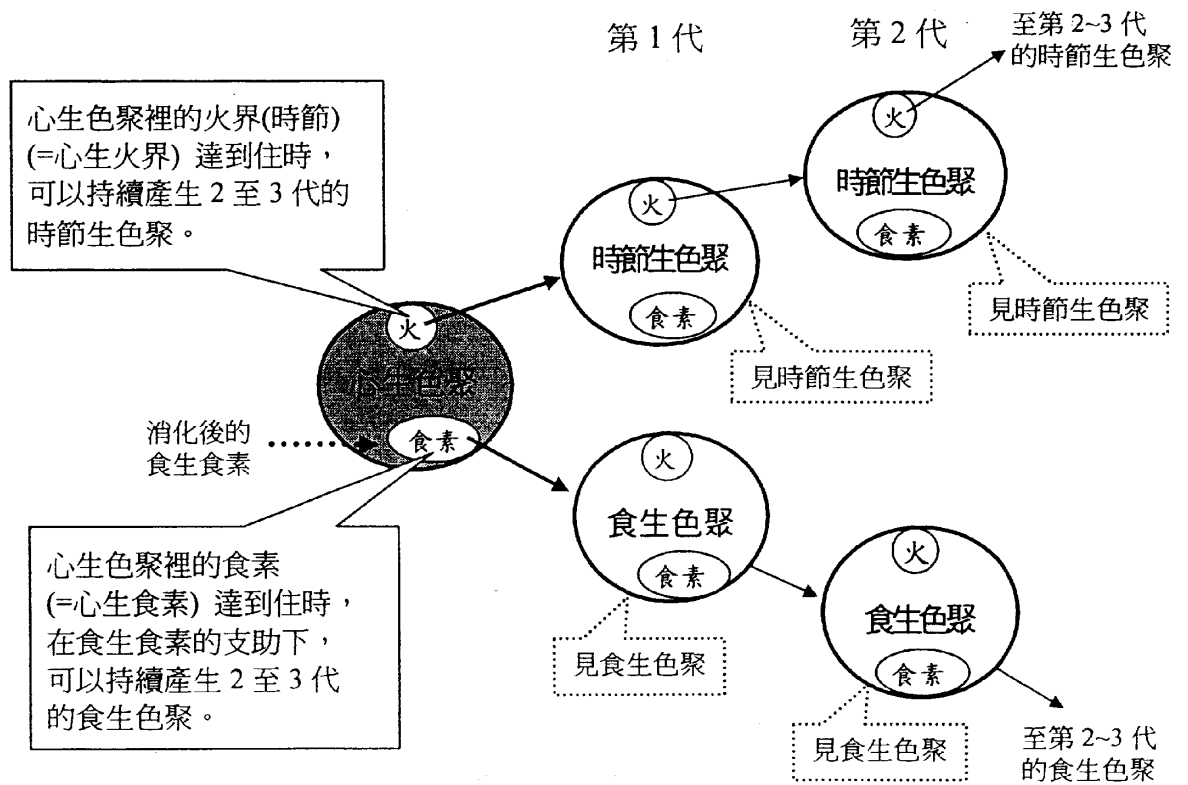 第 1 代
第 2 代
至第 2~3 代
的時節生色聚
心生色聚裡的火界(時節)
(=心生火界) 達到住時，
可以持續產生 2 至 3 代的
時節生色聚。
火
時節生色聚
食素
見時節生色聚
火
時節生色聚
食素
見時節生色聚
火
心生色聚
食素
消化後的
食生食素
心生色聚裡的食素
(=心生食素) 達到住時，
在食生食素的支助下，
可以持續產生 2 至 3 代
的食生色聚。
火
食生色聚
食素
見食生色聚
火
食生色聚
食素
見食生色聚
至第 2~3 代
的食生色聚